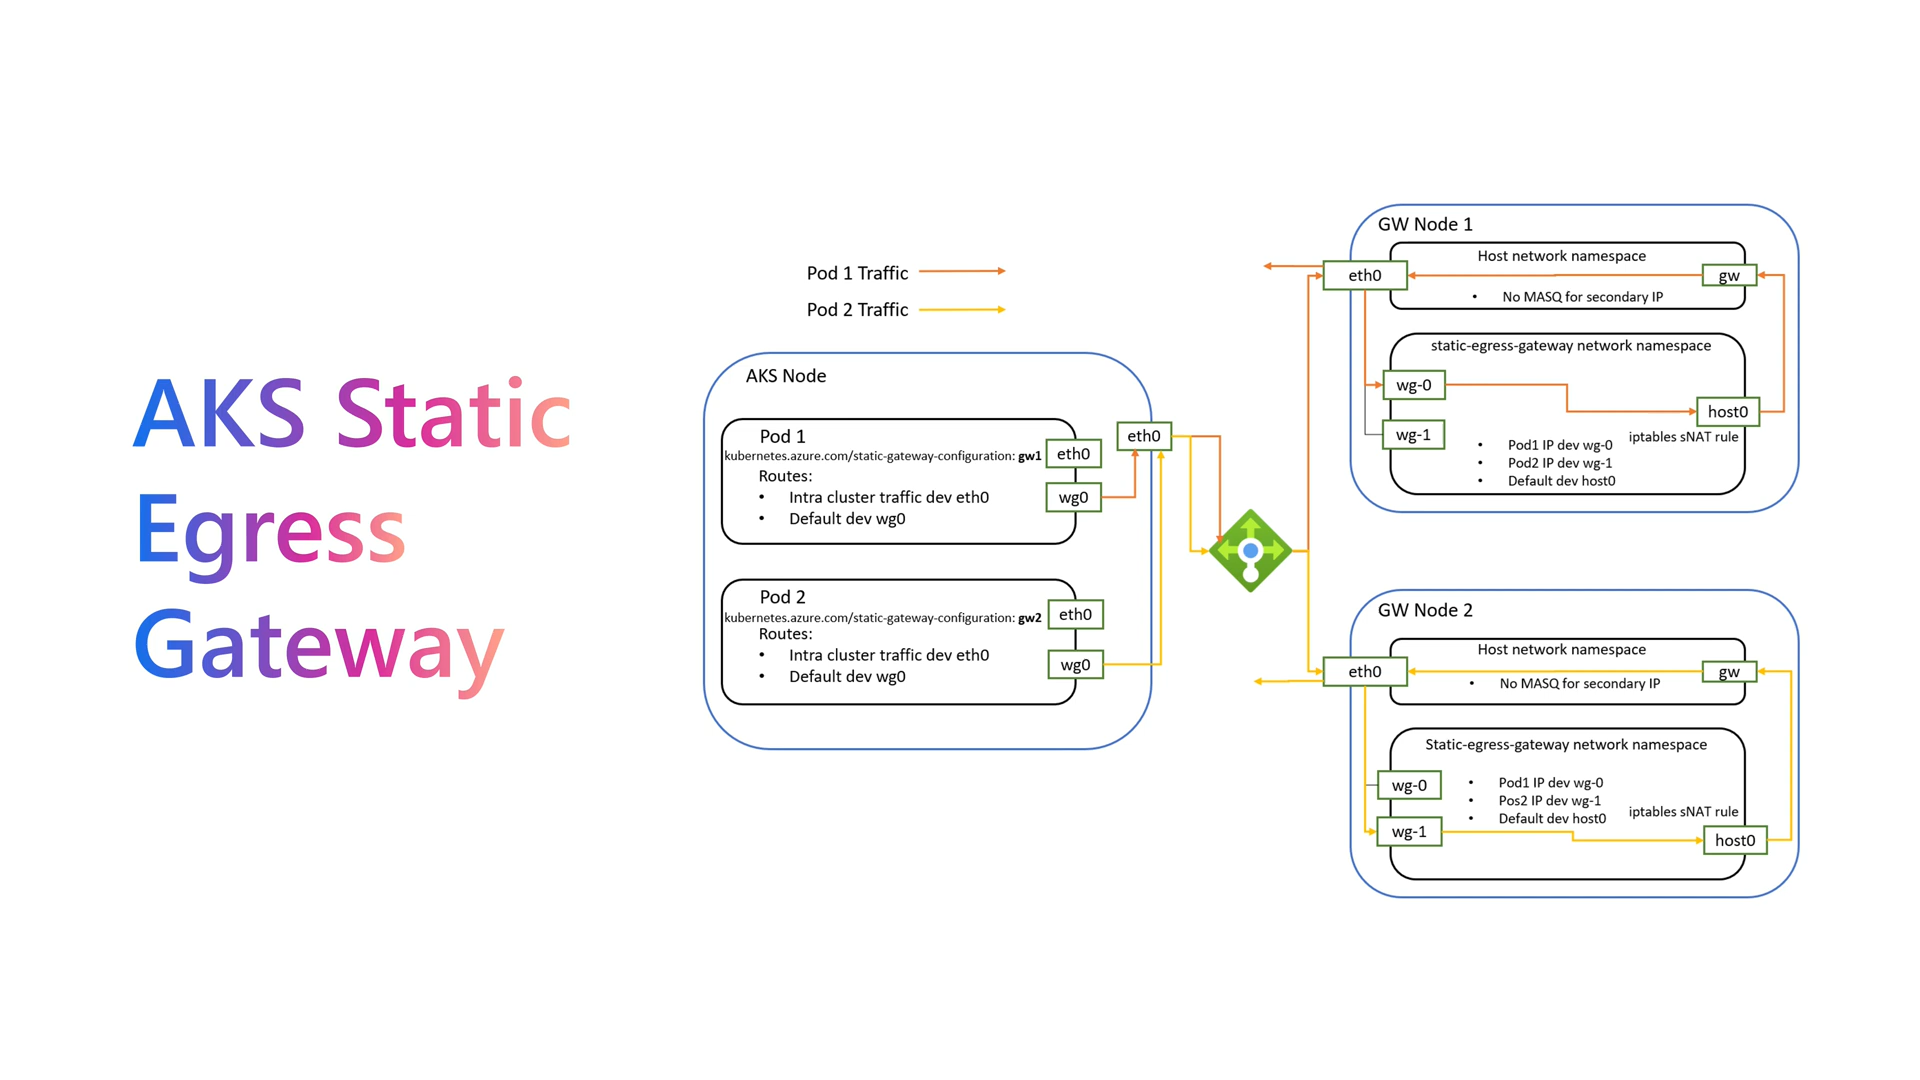 AKS Static
Egress
Gateway
Pod 1 Traffic
Pod 2 Traffic
AKS Node
Pod 1
kubernetes.azure.com/static-gateway-configuration: gw1
Routes:
• Intra cluster traffic dev eth0
• Default dev wg0
eth0
wg0
eth0
Pod 2
kubernetes.azure.com/static-gateway-configuration: gw2
Routes:
• Intra cluster traffic dev eth0
• Default dev wg0
eth0
wg0
GW Node 1
Host network namespace
eth0
gw
• No MASQ for secondary IP
static-egress-gateway network namespace
wg-0
host0
wg-1
iptables sNAT rule
• Pod1 IP dev wg-0
• Pod2 IP dev wg-1
• Default dev host0
GW Node 2
Host network namespace
eth0
gw
• No MASQ for secondary IP
Static-egress-gateway network namespace
wg-0
• Pod1 IP dev wg-0
• Pos2 IP dev wg-1
• Default dev host0
iptables sNAT rule
wg-1
host0